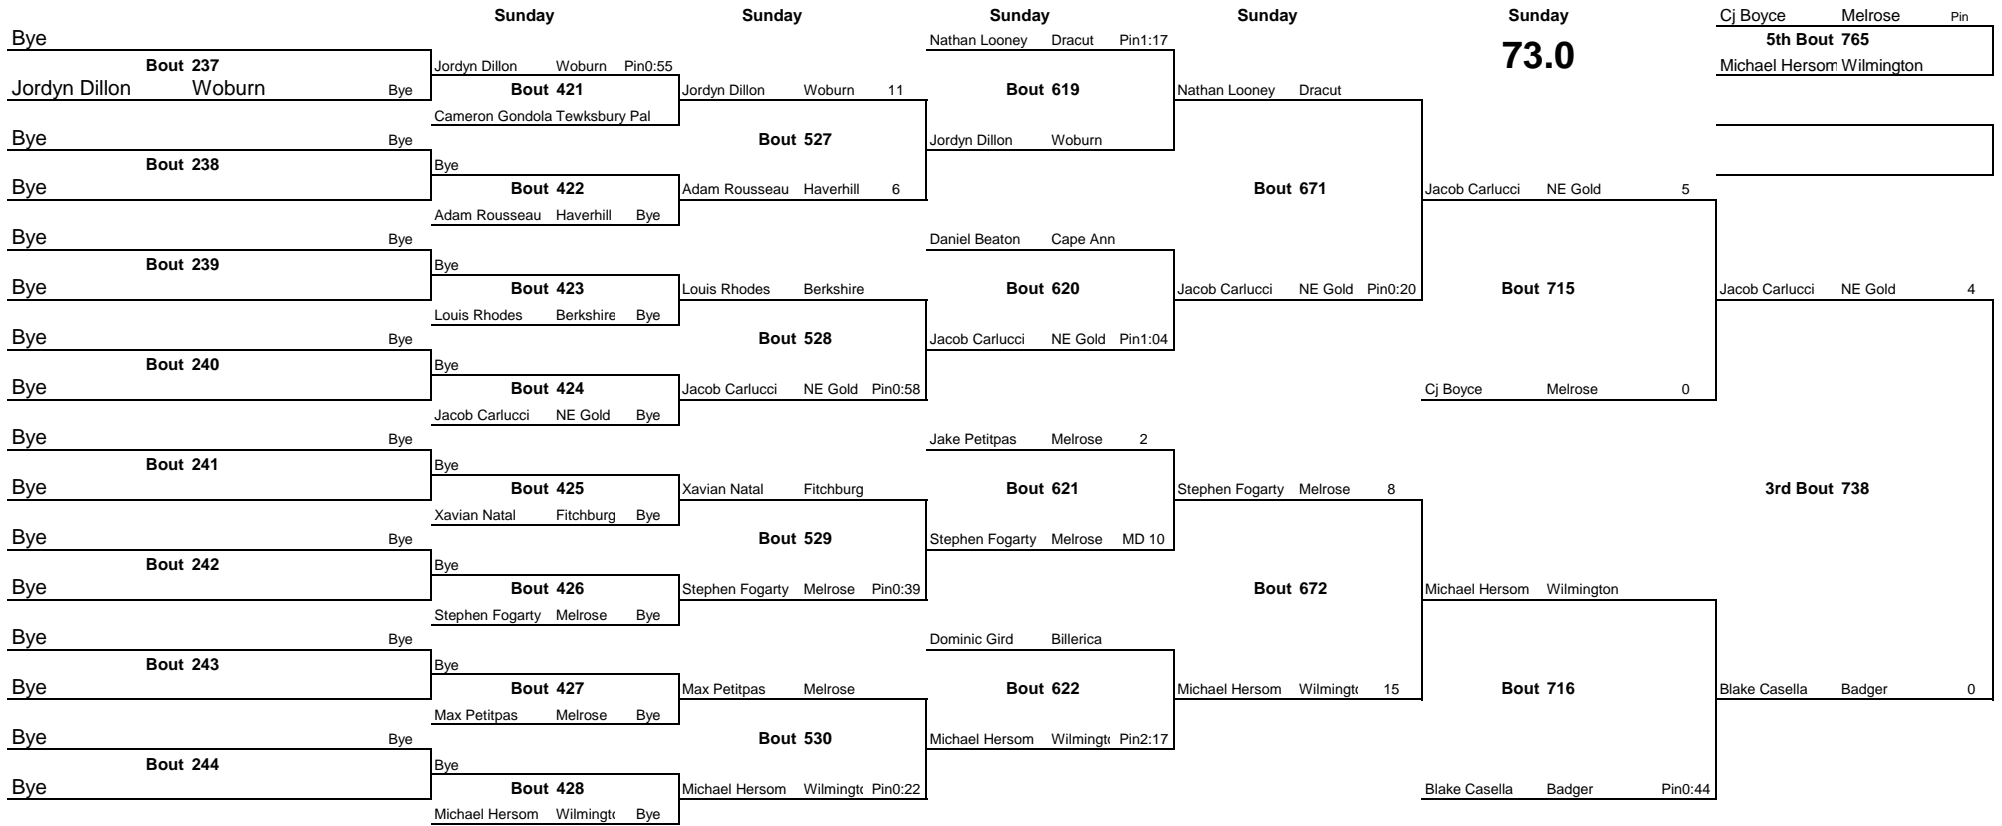 Sunday Sunday Sunday Sunday Sunday
73.0
Bye
Bout 237
Jordyn Dillon Woburn Bye
Bye Bye
Bout 238
Bye
Bye Bye
Bout 239
Bye
Bye Bye
Bout 240
Bye
Bye Bye
Bout 241
Bye
Bye Bye
Bout 242
Bye
Bye Bye
Bout 243
Bye
Bye Bye
Bout 244
Bye
Jordyn Dillon Woburn Pin0:55
Bout 421
Cameron Gondola Tewksbury Pal
Bye
Bout 422
Adam Rousseau Haverhill Bye
Bye
Bout 423
Louis Rhodes Berkshire Bye
Bye
Bout 424
Jacob Carlucci NE Gold Bye
Bye
Bout 425
Xavian Natal Fitchburg Bye
Bye
Bout 426
Stephen Fogarty Melrose Bye
Bye
Bout 427
Max Petitpas Melrose Bye
Bye
Bout 428
Michael Hersom Wilmingt Bye
Jordyn Dillon Woburn 11
Bout 527
Adam Rousseau Haverhill 6
Louis Rhodes Berkshire
Bout 528
Jacob Carlucci NE Gold Pin0:58
Xavian Natal Fitchburg
Bout 529
Stephen Fogarty Melrose Pin0:39
Max Petitpas Melrose
Bout 530
Michael Hersom Wilmingt Pin0:22
Nathan Looney Dracut Pin1:17
Bout 619
Jordyn Dillon Woburn
Daniel Beaton Cape Ann
Bout 620
Jacob Carlucci NE Gold Pin1:04
Jake Petitpas Melrose 2
Bout 621
Stephen Fogarty Melrose MD 10
Dominic Gird Billerica
Bout 622
Michael Hersom Wilmingt Pin2:17
Nathan Looney Dracut
Bout 671
Jacob Carlucci NE Gold Pin0:20
Stephen Fogarty Melrose 8
Bout 672
Michael Hersom Wilmingt 15
Jacob Carlucci NE Gold 5
Bout 715
Cj Boyce Melrose 0
Michael Hersom Wilmington
Bout 716
Blake Casella Badger Pin0:44
Cj Boyce Melrose Pin
5th Bout 765
Michael Hersom Wilmington
Jacob Carlucci NE Gold 4
3rd Bout 738
Blake Casella Badger 0